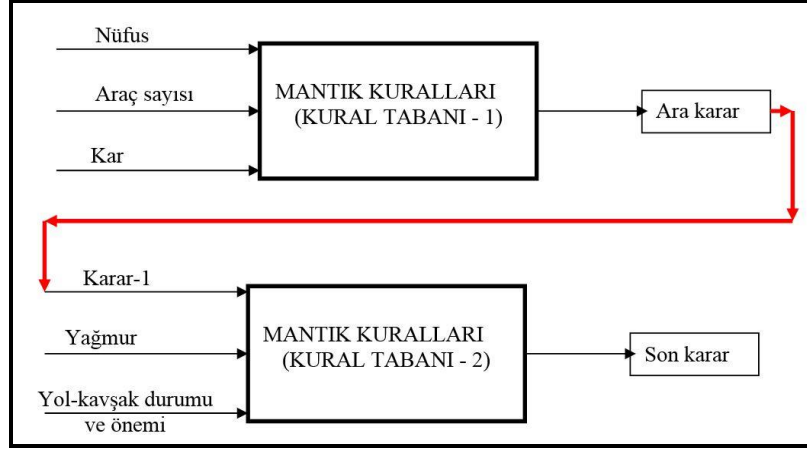 Nüfus
Araç sayısı
Kar
MANTIK KURALLARI
(KURAL TABANI - 1)
Ara karar
Karar-1
Yağmur
Yol-kavşak durumu
ve önemi
MANTIK KURALLARI
(KURAL TABANI - 2)
Son karar